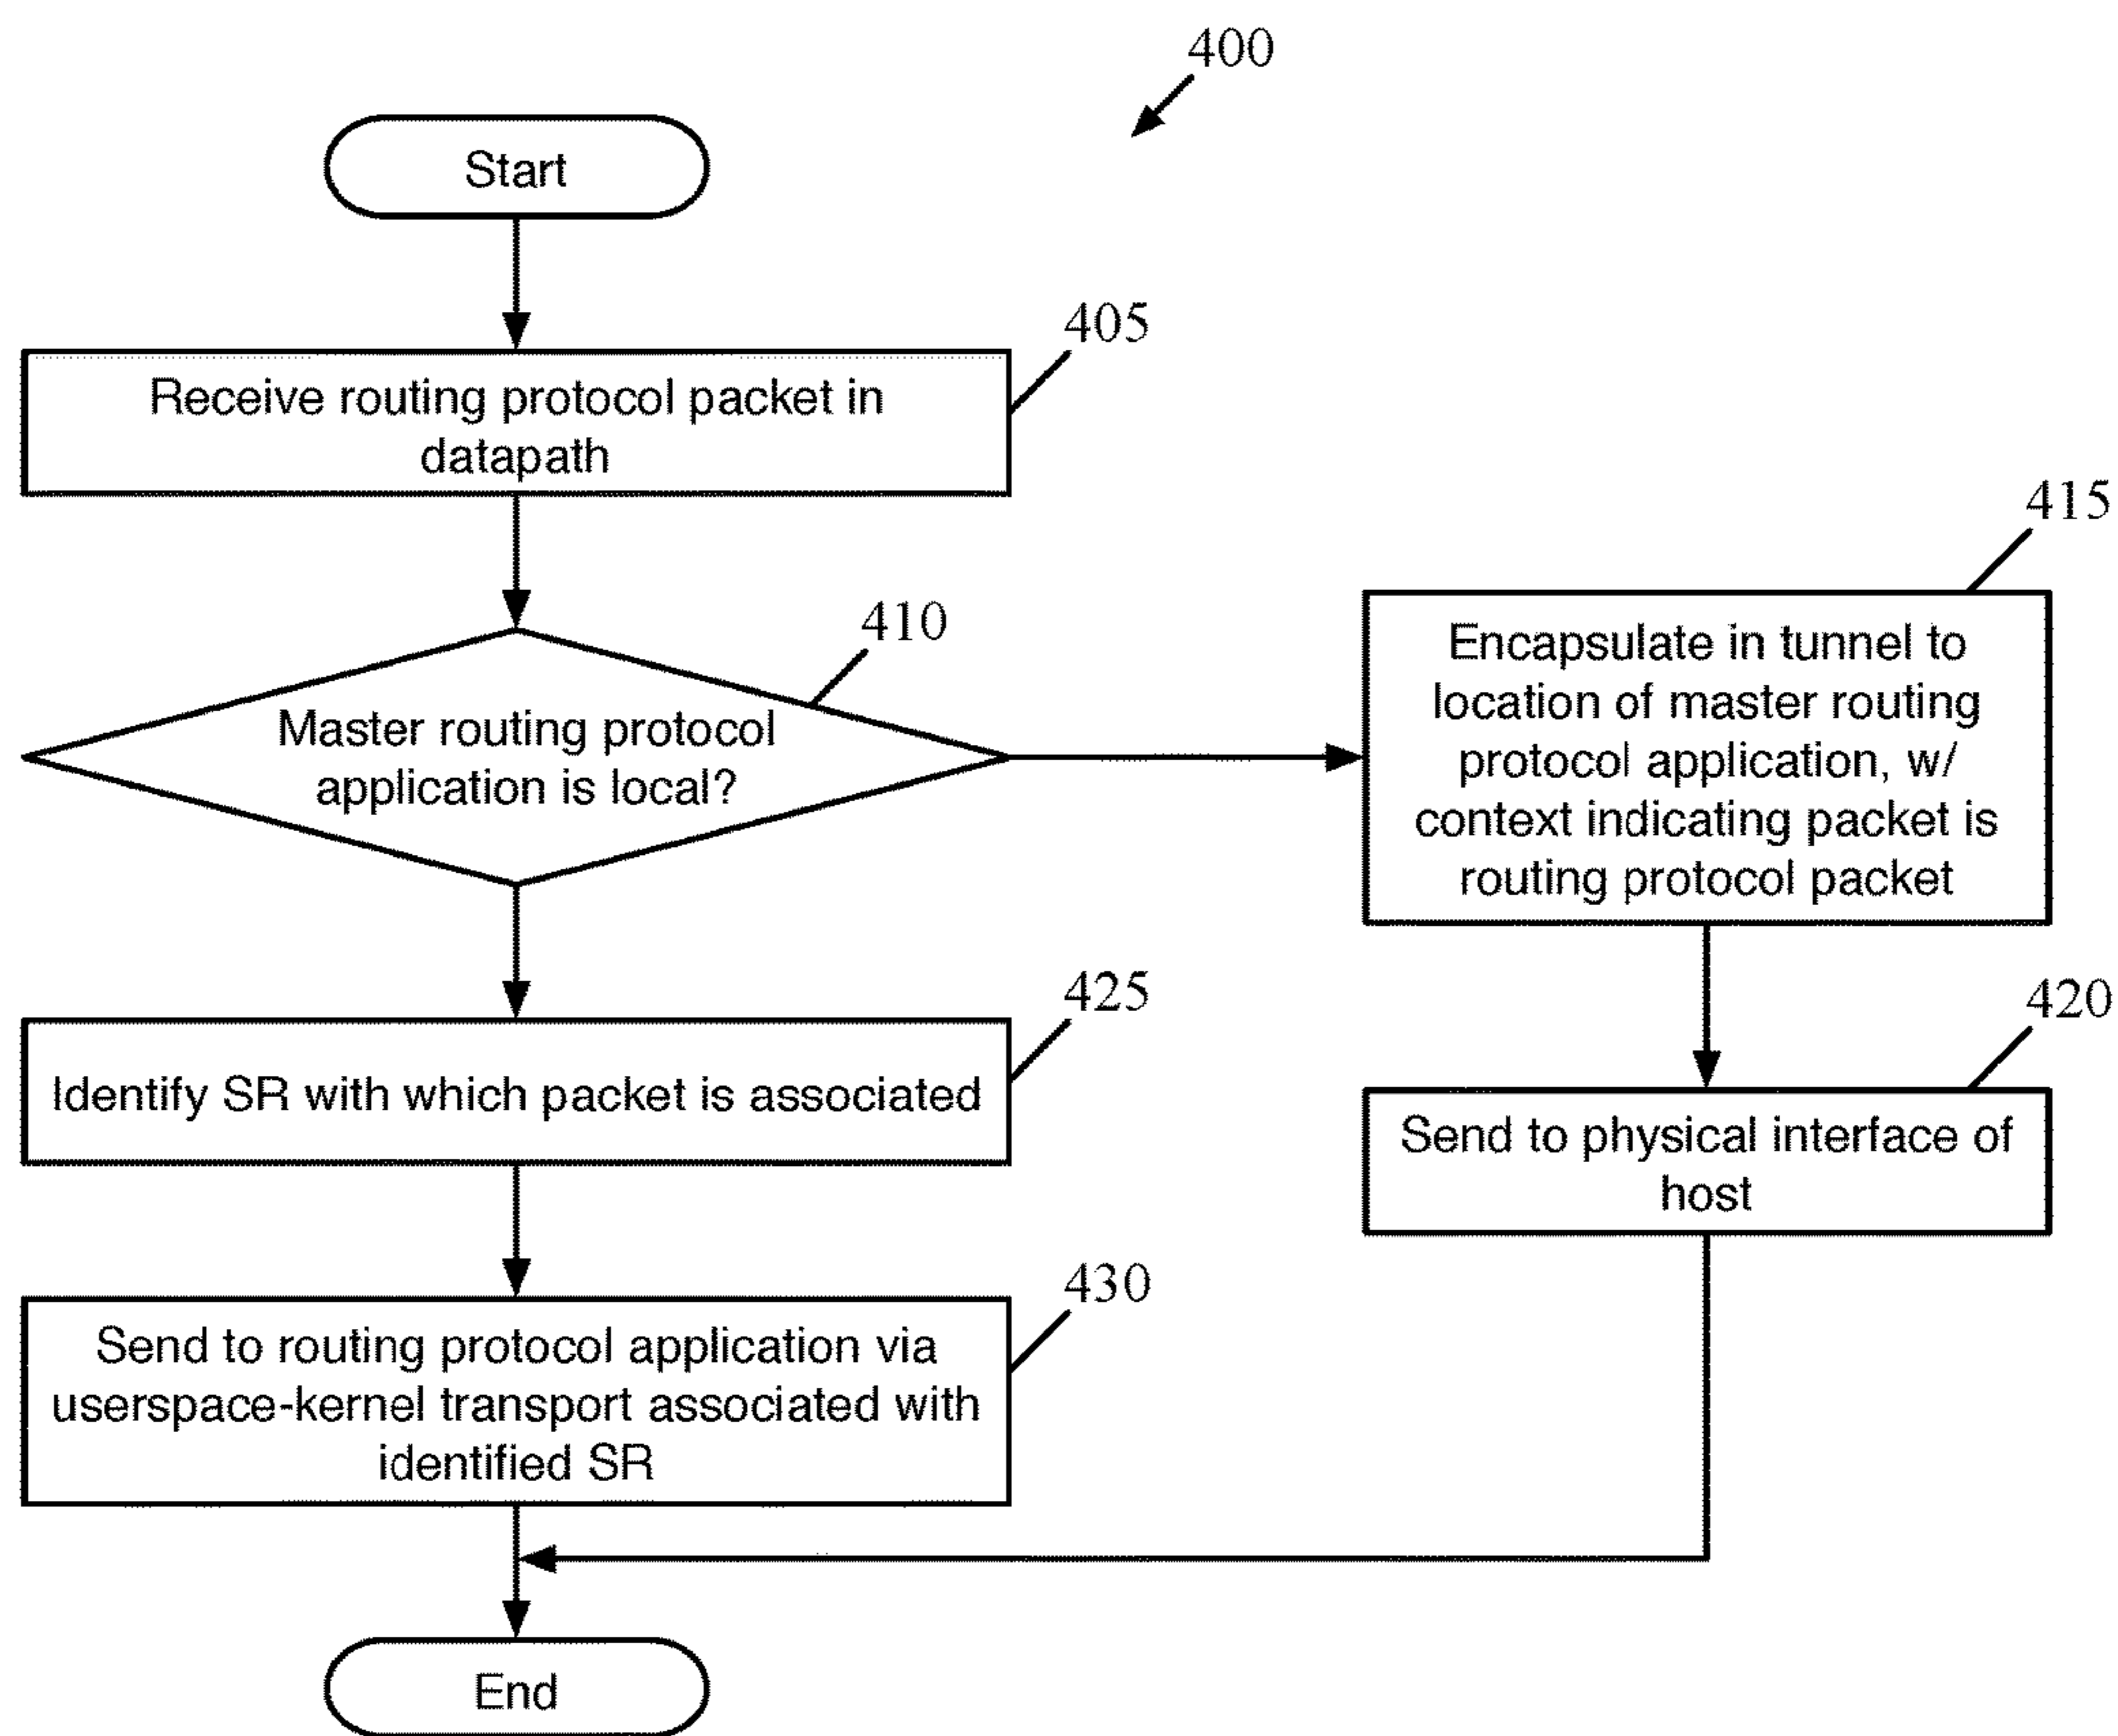 400
Start
405
Receive routing protocol packet in
datapath
410
Master routing protocol
application is local?
415
Encapsulate in tunnel to
location of master routing
protocol application, w/
context indicating packet is
routing protocol packet
420
Send to physical interface of
host
425
Identify SR with which packet is associated
430
Send to routing protocol application via
userspace-kernel transport associated with
identified SR
End